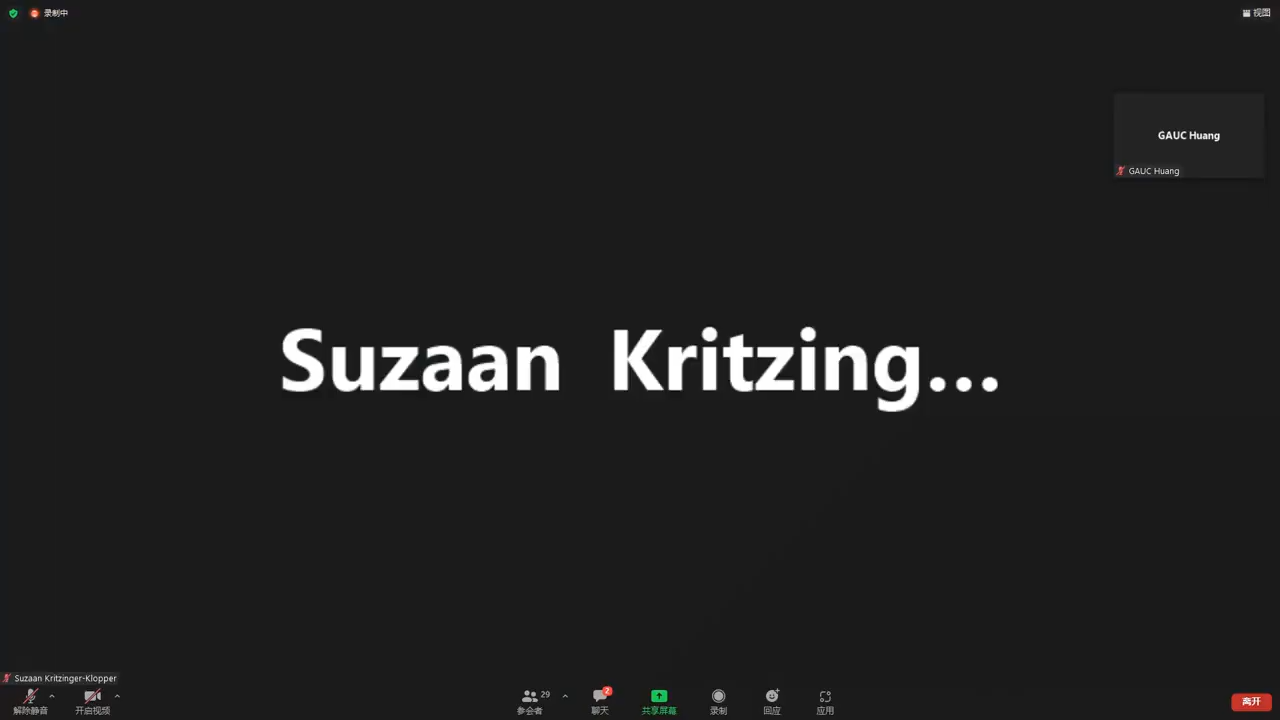 录制中
视图
GAUC Huang
GAUC Huang
Suzaan Kritzing...
Suzaan Kritzinger-Klopper
解除静音
开启视频
29
参会者
2
聊天
共享屏幕
录制
回应
应用
离开